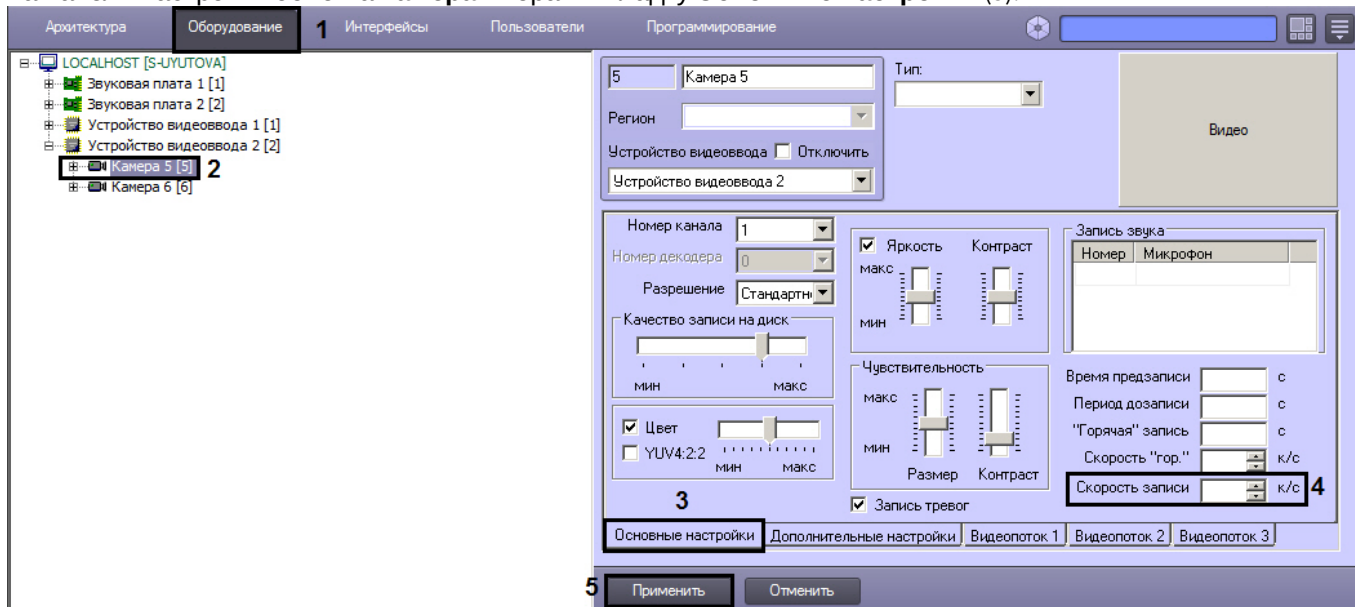 Архитектура Оборудование 1 Интерфейсы Пользователи Программирование
LOCALHOST [S-UYUTOVA]
Звуковая плата 1 [1]
Звуковая плата 2 [2]
Устройство видеоввода 1 [1]
Устройство видеоввода 2 [2]
Камера 5 [5] 2
Камера 6 [6]
5 Камера 5
Тип:
Регион
Устройство видеоввода Отключить
Устройство видеоввода 2
Видео
Номер канала 1
Номер декодера 0
Разрешение Стандартн
Качество записи на диск
мин макс
Цвет
YUV4:2:2
мин макс
Яркость Контраст
макс
мин
Чувствительность
макс
мин
Размер Контраст
Запись тревог
Запись звука
Номер Микрофон
Время предзаписи с
Период дозаписи с
"Горячая" запись с
Скорость "гор." к/с
Скорость записи к/с 4
3
Основные настройки Дополнительные настройки Видеопоток 1 Видеопоток 2 Видеопоток 3
5 Применить Отменить